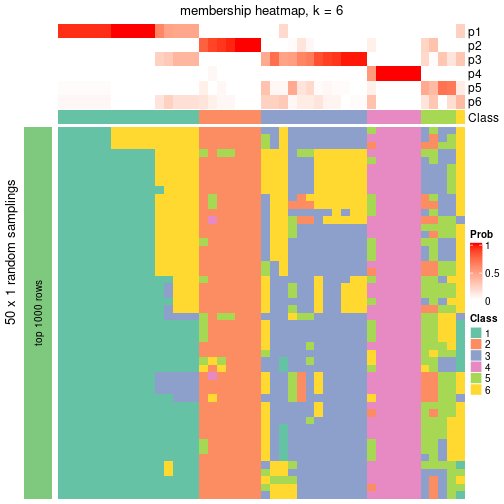 membership heatmap, k = 6
p1
p2
p3
p4
p5
p6
Class
50 x 1 random samplings
top 1000 rows
Prob
1
0.5
0
Class
1
2
3
4
5
6